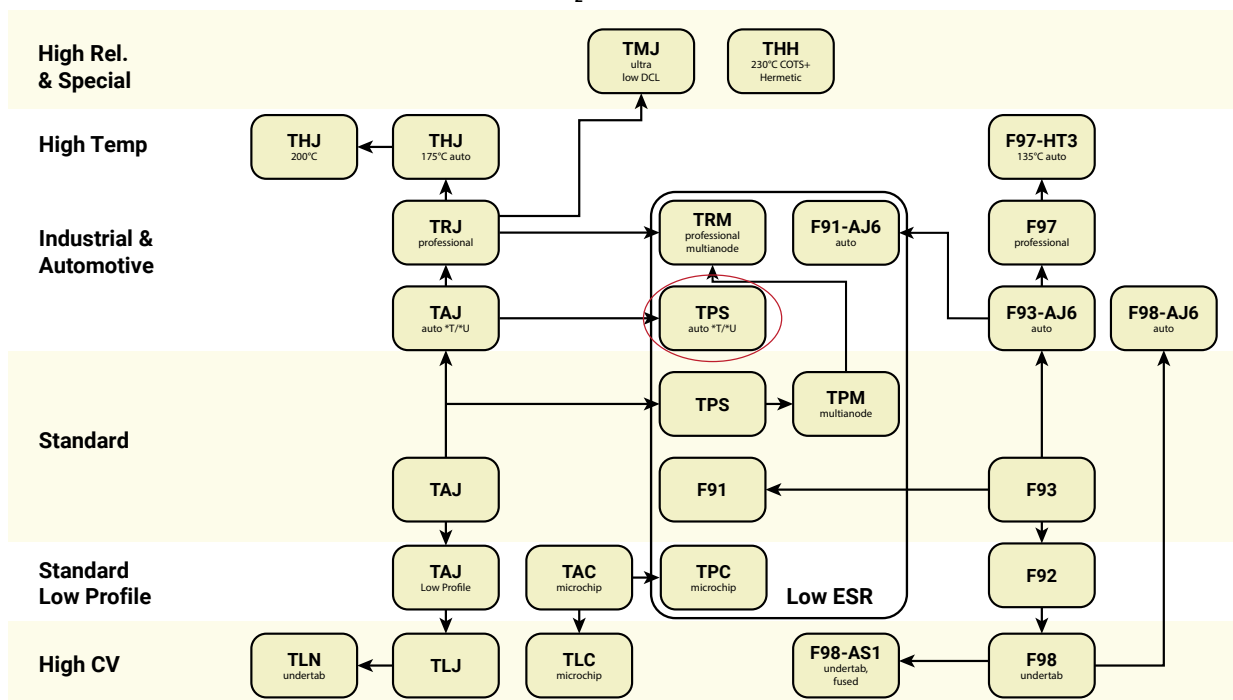 2
High Rel.
& Special
TMJ
ultra
low DCL
THH
230°C COTS+
Hermetic
High Temp
THJ
200°C
THJ
175°C auto
F97-HT3
135°C auto
Industrial &
Automotive
TRJ
professional
TRM
professional
multianode
F91-AJ6
auto
F97
professional
TAJ
auto *T/*U
TPS
auto *T/*U
F93-AJ6
auto
F98-AJ6
auto
Standard
TPS
TPM
multianode
TAJ
F91
F93
Standard
Low Profile
TAJ
Low Profile
TAC
microchip
TPC
microchip
Low ESR
F92
High CV
TLN
undertab
TLJ
TLC
microchip
F98-AS1
undertab,
fused
F98
undertab